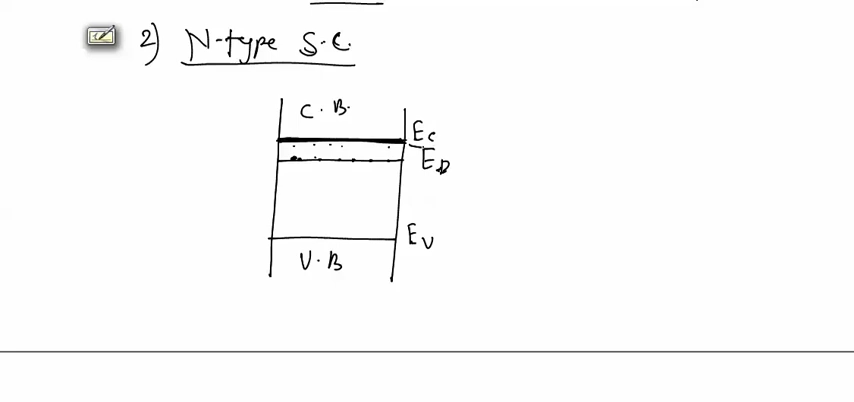 2) N-type S.C.
C.B.
Ec
ED
EV
V.B